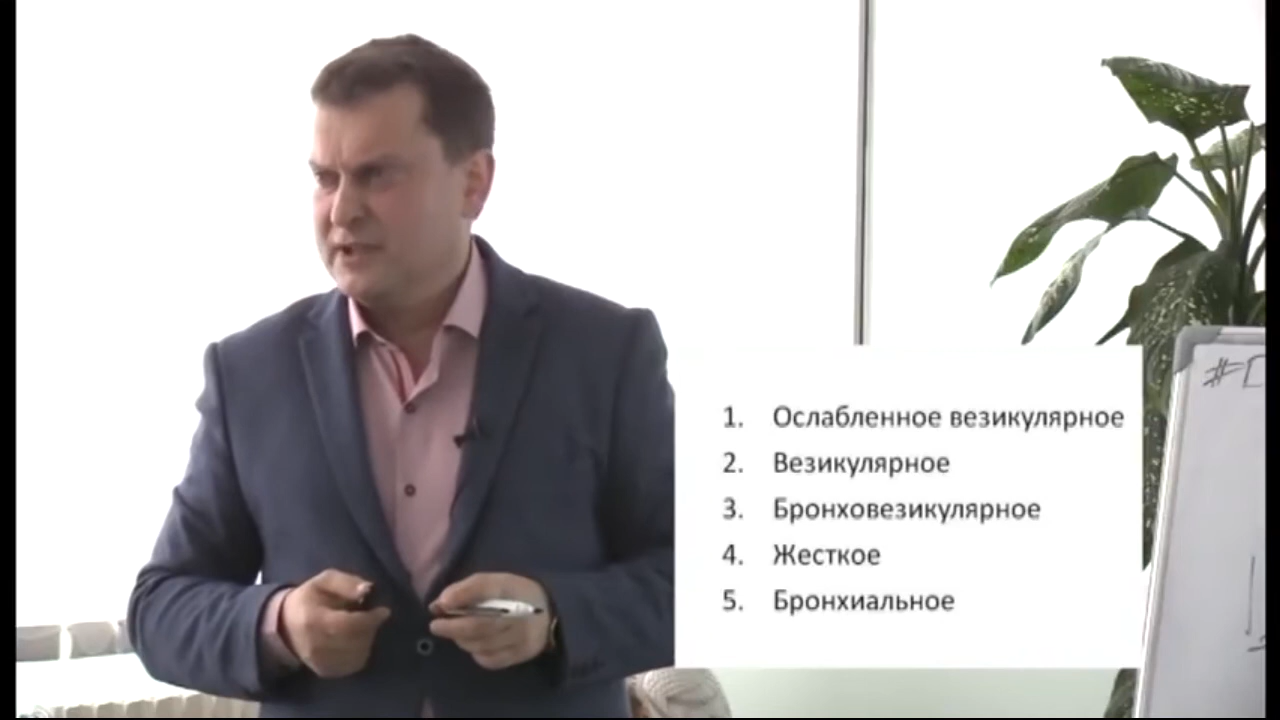 1. Ослабленное везикулярное
2. Везикулярное
3. Бронховезикулярное
4. Жесткое
5. Бронхиальное